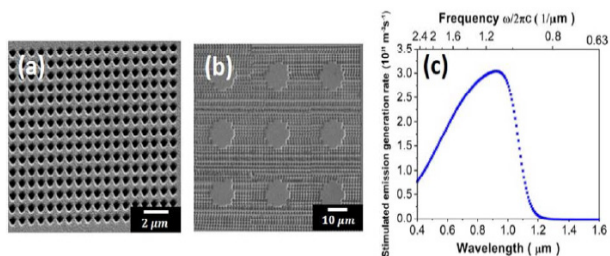 (a)
2 μm
(b)
10 μm
(c)
Frequency ω/2πc (1/μm)
2.4 2 1.6 1.2 0.8 0.63
Stimulated emission generation rate (10²¹ m⁻³s⁻¹)
3.5
3.0
2.5
2.0
1.5
1.0
0.5
0.0
0.4 0.6 0.8 1.0 1.2 1.4 1.6
Wavelength (μm)